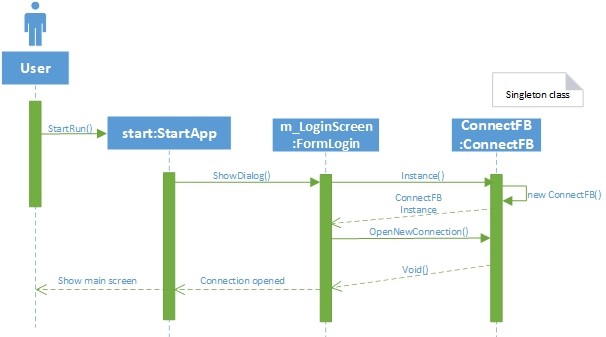 User
Singleton class
StartRun()
start:StartApp
m_LoginScreen
:FormLogin
ConnectFB
:ConnectFB
ShowDialog()
Instance()
new ConnectFB()
ConnectFB
Instance
OpenNewConnection()
Void()
Show main screen
Connection opened